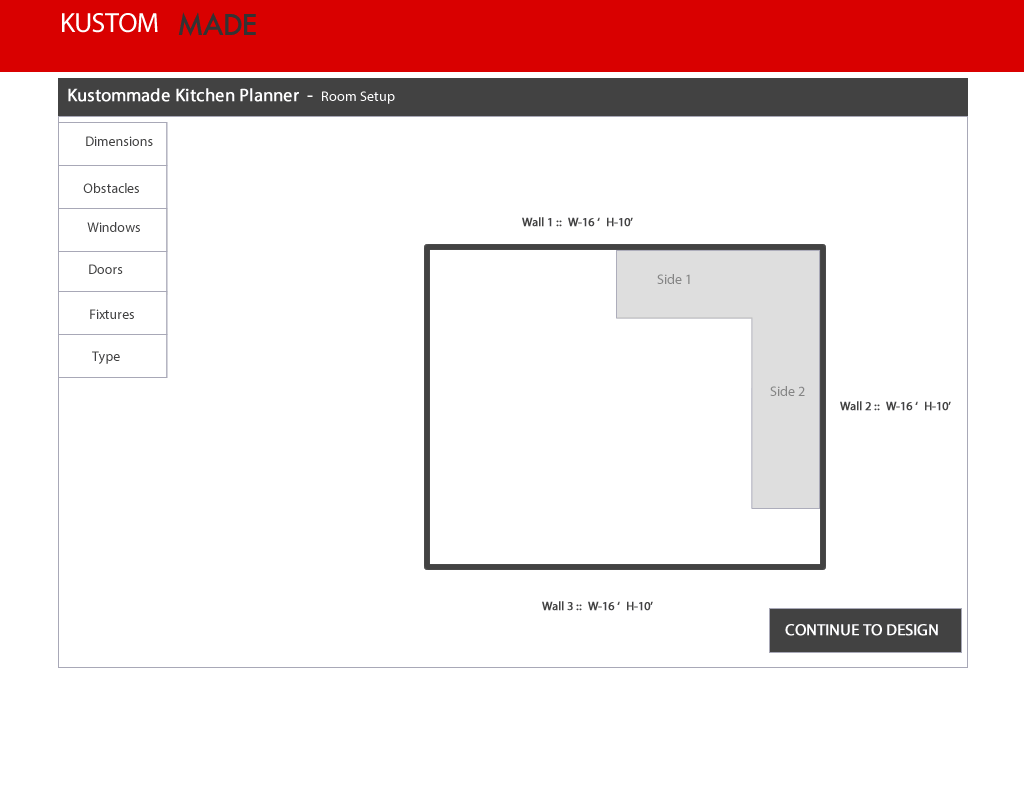 KUSTOM MADE
Kustommade Kitchen Planner - Room Setup
Dimensions
Obstacles
Windows
Doors
Fixtures
Type
Wall 1 :: W-16 ‘ H-10’
Side 1
Side 2
Wall 2 :: W-16 ‘ H-10’
Wall 3 :: W-16 ‘ H-10’
CONTINUE TO DESIGN